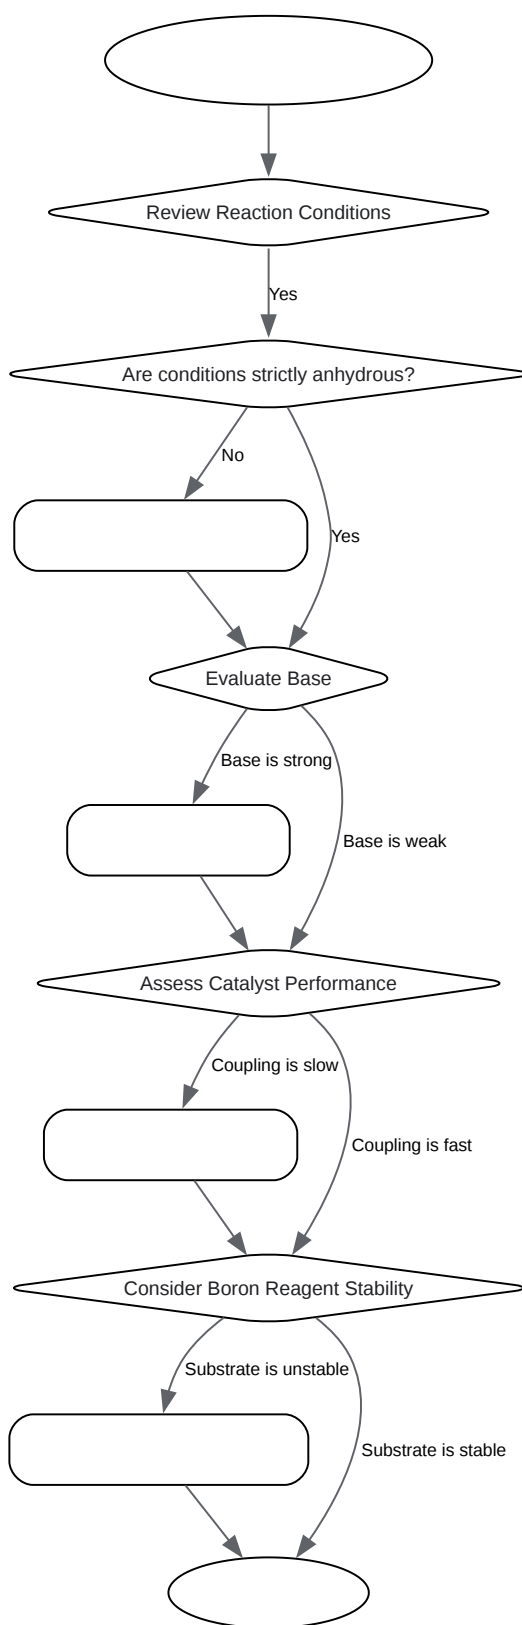 Review Reaction Conditions
Yes
Are conditions strictly anhydrous?
No
Yes
Evaluate Base
Base is strong
Base is weak
Assess Catalyst Performance
Coupling is slow
Coupling is fast
Consider Boron Reagent Stability
Substrate is unstable
Substrate is stable